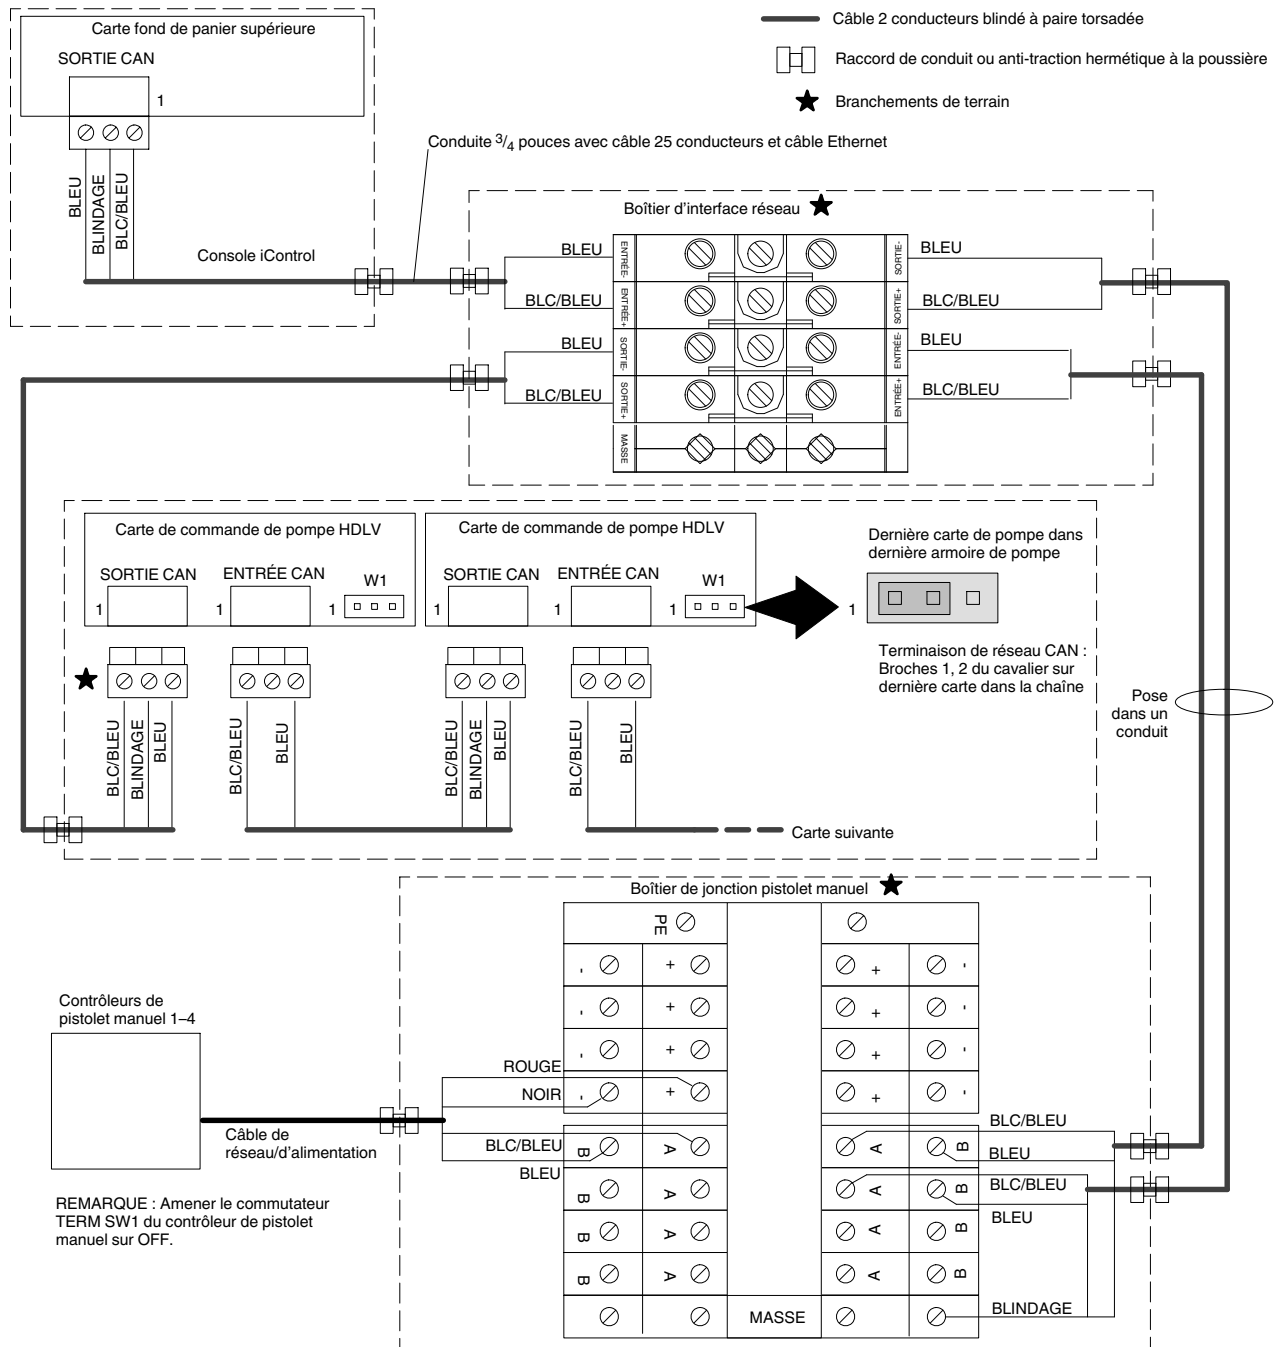 Carte fond de panier supérieure
SORTIE CAN
1
BLEU
BLINDAGE
BLC/BLEU
Console iControl
Câble 2 conducteurs blindé à paire torsadée
Raccord de conduit ou anti-traction hermétique à la poussière
Branchements de terrain
Conduite 3/4 pouces avec câble 25 conducteurs et câble Ethernet
Boîtier d'interface réseau
BLEU
ENTRÉE-
SORTIE-
BLEU
BLC/BLEU
ENTRÉE+
SORTIE+
BLC/BLEU
BLEU
SORTIE-
ENTRÉE-
BLEU
BLC/BLEU
SORTIE+
ENTRÉE+
BLC/BLEU
MASSE
Carte de commande de pompe HDLV
SORTIE CAN
ENTRÉE CAN
W1
1
1
1
Carte de commande de pompe HDLV
SORTIE CAN
ENTRÉE CAN
W1
1
1
1
Dernière carte de pompe dans
dernière armoire de pompe
1
Terminaison de réseau CAN :
Broches 1, 2 du cavalier sur
dernière carte dans la chaîne
BLC/BLEU
BLINDAGE
BLEU
BLC/BLEU
BLEU
BLC/BLEU
BLINDAGE
BLEU
BLC/BLEU
BLEU
Carte suivante
Pose
dans un
conduit
Boîtier de jonction pistolet manuel
PE
- + + -
- + + -
- + + -
- + + -
Contrôleurs de
pistolet manuel 1–4
ROUGE
NOIR
Câble de
réseau/d'alimentation
BLC/BLEU
BLEU
B A A B
B A A B
B A A B
B A A B
BLC/BLEU
BLEU
BLC/BLEU
BLEU
BLINDAGE
MASSE
REMARQUE : Amener le commutateur
TERM SW1 du contrôleur de pistolet
manuel sur OFF.